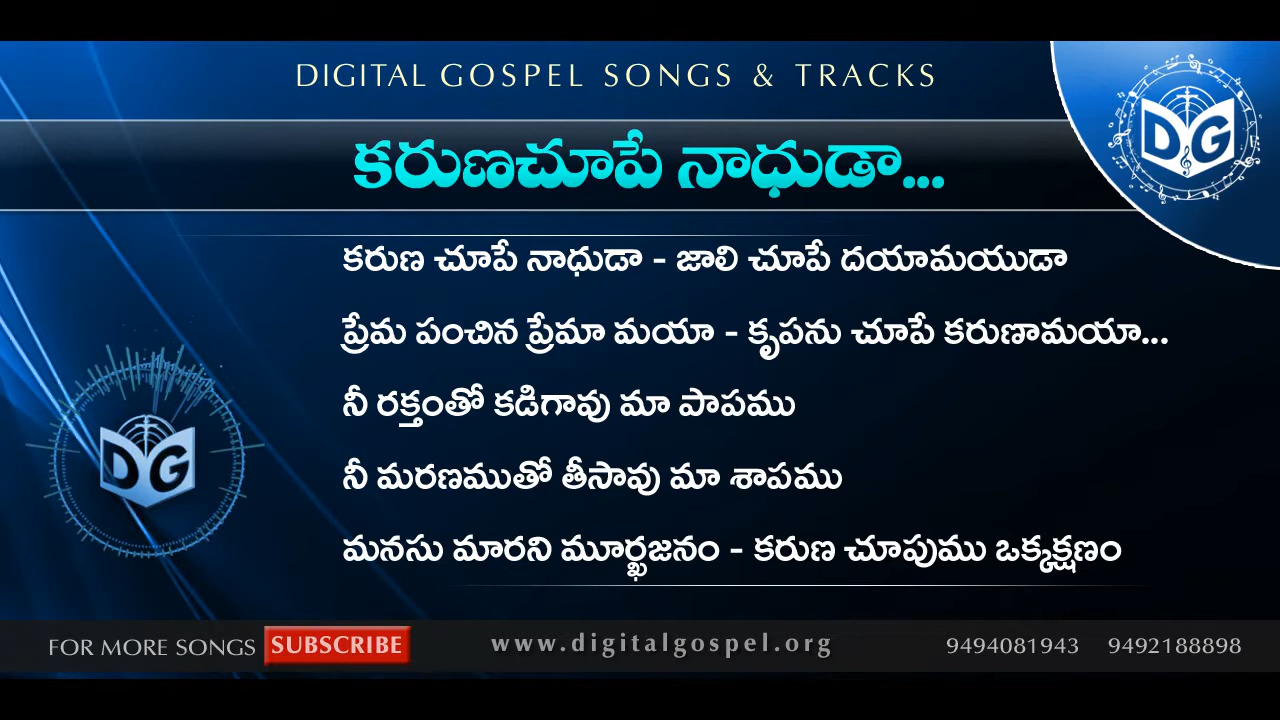 DIGITAL GOSPEL SONGS & TRACKS
DG
కరుణచూపే నాధుడా...
కరుణ చూపే నాధుడా - జాలి చూపే దయామయుడా
ప్రేమ పంచిన ప్రేమా మయా - కృపను చూపే కరుణామయా...
నీ రక్తంతో కడిగావు మా పాపము
నీ మరణముతో తీసావు మా శాపము
మనసు మారని మూర్ఖజనం - కరుణ చూపుము ఒక్కక్షణం
DG
FOR MORE SONGS SUBSCRIBE www.digitalgospel.org 9494081943 9492188898